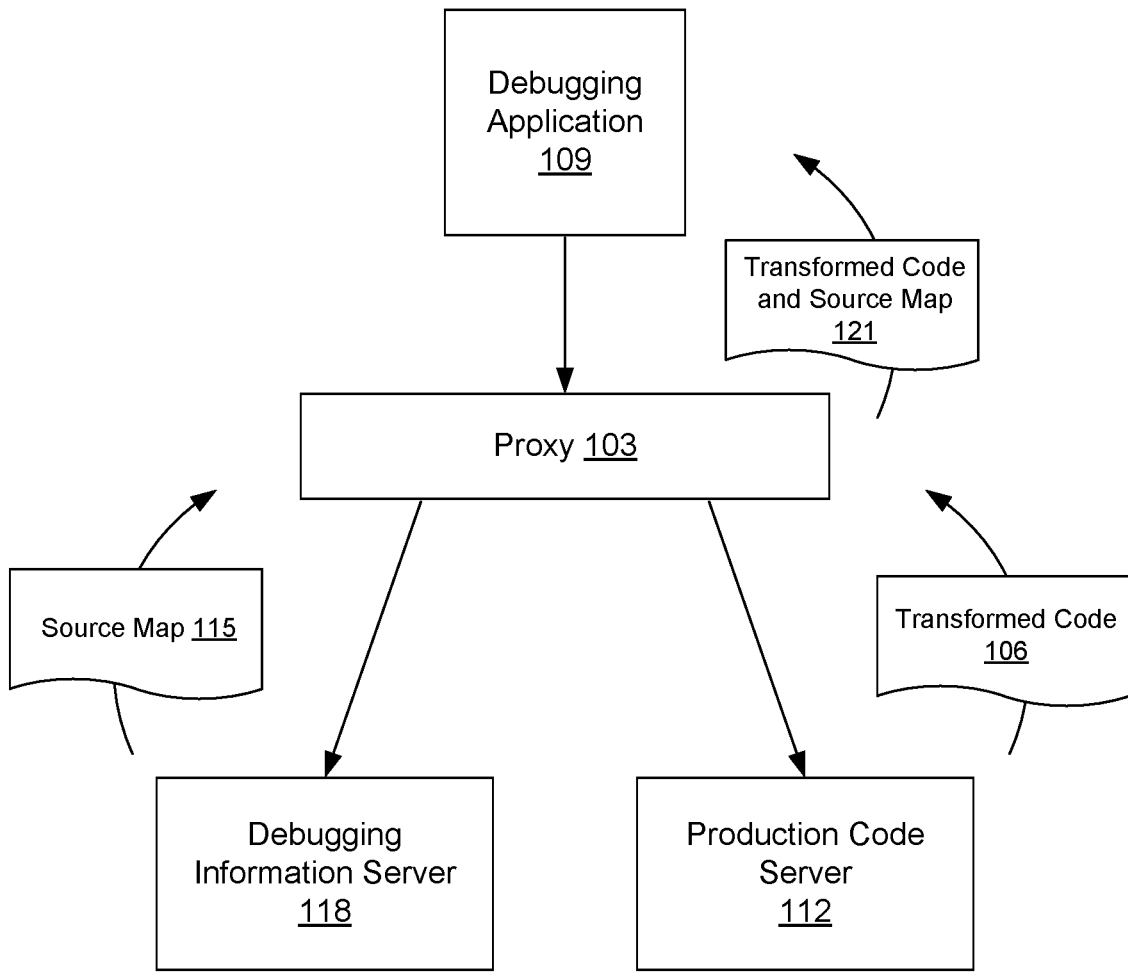 Debugging
Application
109
Transformed Code
and Source Map
121
Proxy 103
Source Map 115
Transformed Code
106
Debugging
Information Server
118
Production Code
Server
112